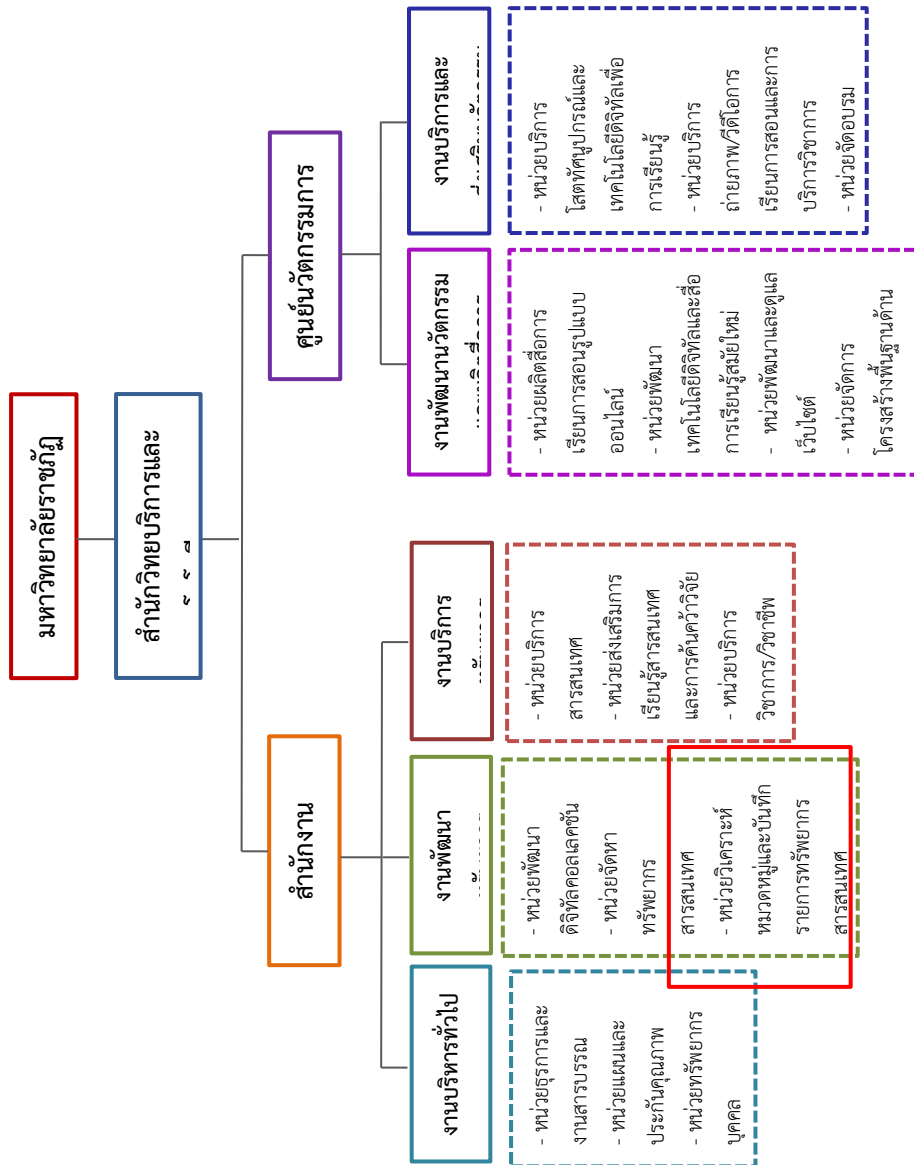 มหาวิทยาลัยราชภัฏ
สำนักวิทยบริการและ
สำนักงาน
ศูนย์นวัตกรรมการ
งานบริหารทั่วไป
งานพัฒนา
งานบริการ
งานพัฒนานวัตกรรม
งานบริการและ
- หน่วยธุรการและ
งานสารบรรณ
- หน่วยแผนและ
ประกันคุณภาพ
- หน่วยทรัพยากร
บุคคล
- หน่วยพัฒนา
ดิจิทัลคอลเลคชัน
- หน่วยจัดหา
ทรัพยากร
สารสนเทศ
- หน่วยวิเคราะห์
หมวดหมู่และบันทึก
รายการทรัพยากร
สารสนเทศ
- หน่วยบริการ
สารสนเทศ
- หน่วยส่งเสริมการ
เรียนรู้สารสนเทศ
และการค้นคว้าวิจัย
- หน่วยบริการ
วิชาการ/วิชาชีพ
- หน่วยผลิตสื่อการ
เรียนการสอนรูปแบบ
ออนไลน์
- หน่วยพัฒนา
เทคโนโลยีดิจิทัลและสื่อ
การเรียนรู้สมัยใหม่
- หน่วยพัฒนาและดูแล
เว็บไซต์
- หน่วยจัดการ
โครงสร้างพื้นฐานด้าน
- หน่วยบริการ
โสตทัศนูปกรณ์และ
เทคโนโลยีดิจิทัลเพื่อ
การเรียนรู้
- หน่วยบริการ
ถ่ายภาพ/วีดีโอการ
เรียนการสอนและการ
บริการวิชาการ
- หน่วยจัดอบรม